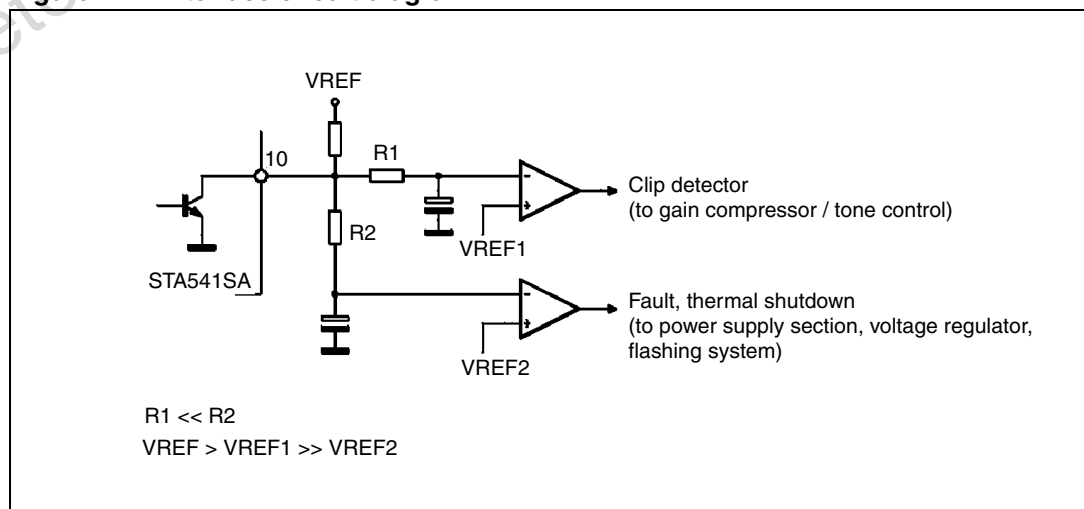 VREF
10
R1
Clip detector
(to gain compressor / tone control)
VREF1
R2
STA541SA
Fault, thermal shutdown
(to power supply section, voltage regulator,
flashing system)
VREF2
R1 << R2
VREF > VREF1 >> VREF2